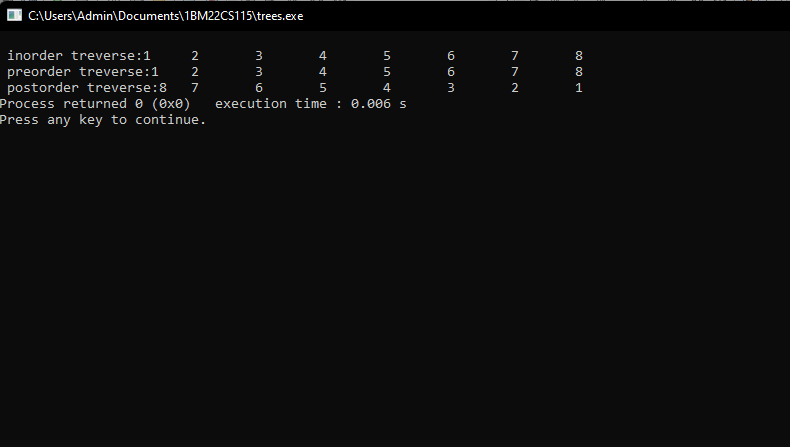 C:\Users\Admin\Documents\1BM22CS115\trees.exe
inorder treverse:1 2 3 4 5 6 7 8
preorder treverse:1 2 3 4 5 6 7 8
postorder treverse:8 7 6 5 4 3 2 1
Process returned 0 (0x0) execution time : 0.006 s
Press any key to continue.